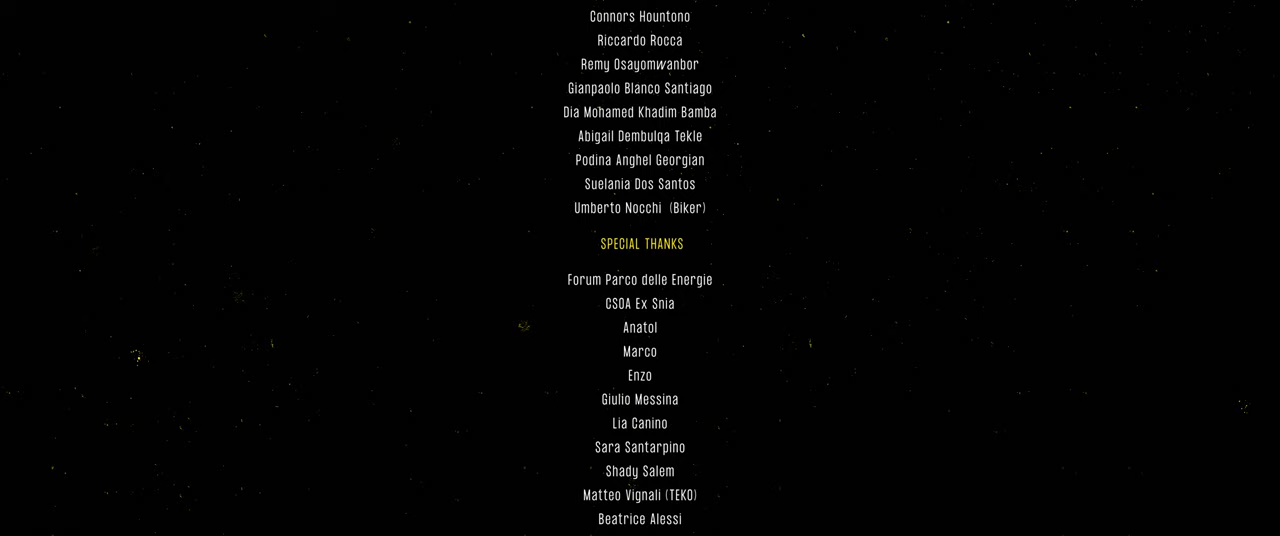 Connors Hountono
Riccardo Rocca
Remy Osayomwanbor
Gianpaolo Blanco Santiago
Dia Mohamed Khadim Bamba
Abigail Dembulqa Tekle
Podina Anghel Georgian
Suelania Dos Santos
Umberto Nocchi (Biker)
SPECIAL THANKS
Forum Parco delle Energie
CSOA Ex Snia
Anatol
Marco
Enzo
Giulio Messina
Lia Canino
Sara Santarpino
Shady Salem
Matteo Vignali (TEKO)
Beatrice Alessi